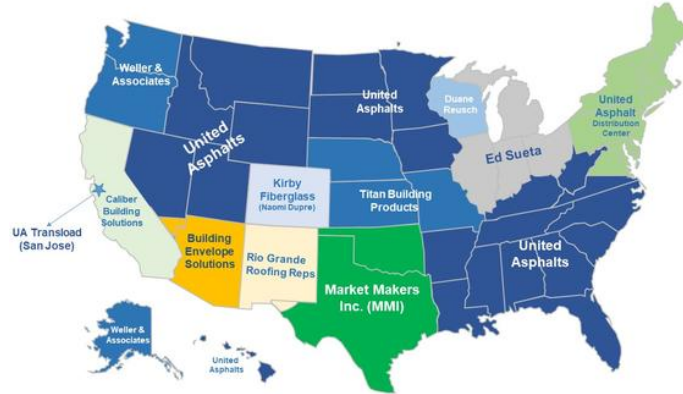 Weller &
Associates
United
Asphalts
United
Asphalts
Duane
Reusch
United
Asphalt
Distribution
Center
Ed Sueta
Kirby
Fiberglass
(Naomi Dupre)
Titan Building
Products
Caliber
Building
Solutions
UA Transload
(San Jose)
Building
Envelope
Solutions
Rio Grande
Roofing Reps
Market Makers
Inc. (MMI)
United
Asphalts
Weller &
Associates
United
Asphalts